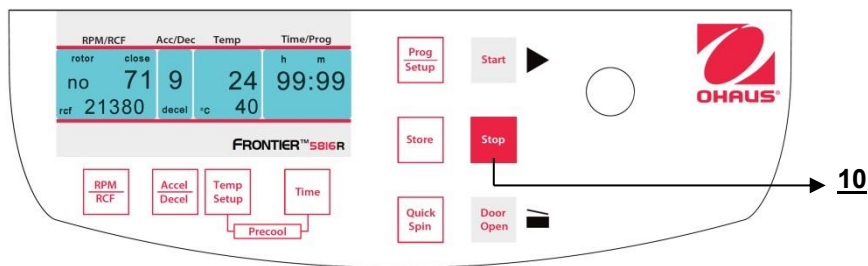 RPM/RCF Acc/Dec Temp Time/Prog
rotor close h m
no 71 9 24 99:99
rcf 21380 decel °C 40
FRONTIER™ 5816R
RPM
RCF
Accel
Decel
Temp
Setup
Time
Precool
Prog
Setup
Start
Store
Stop
Quick
Spin
Door
Open
OHAUS®
10